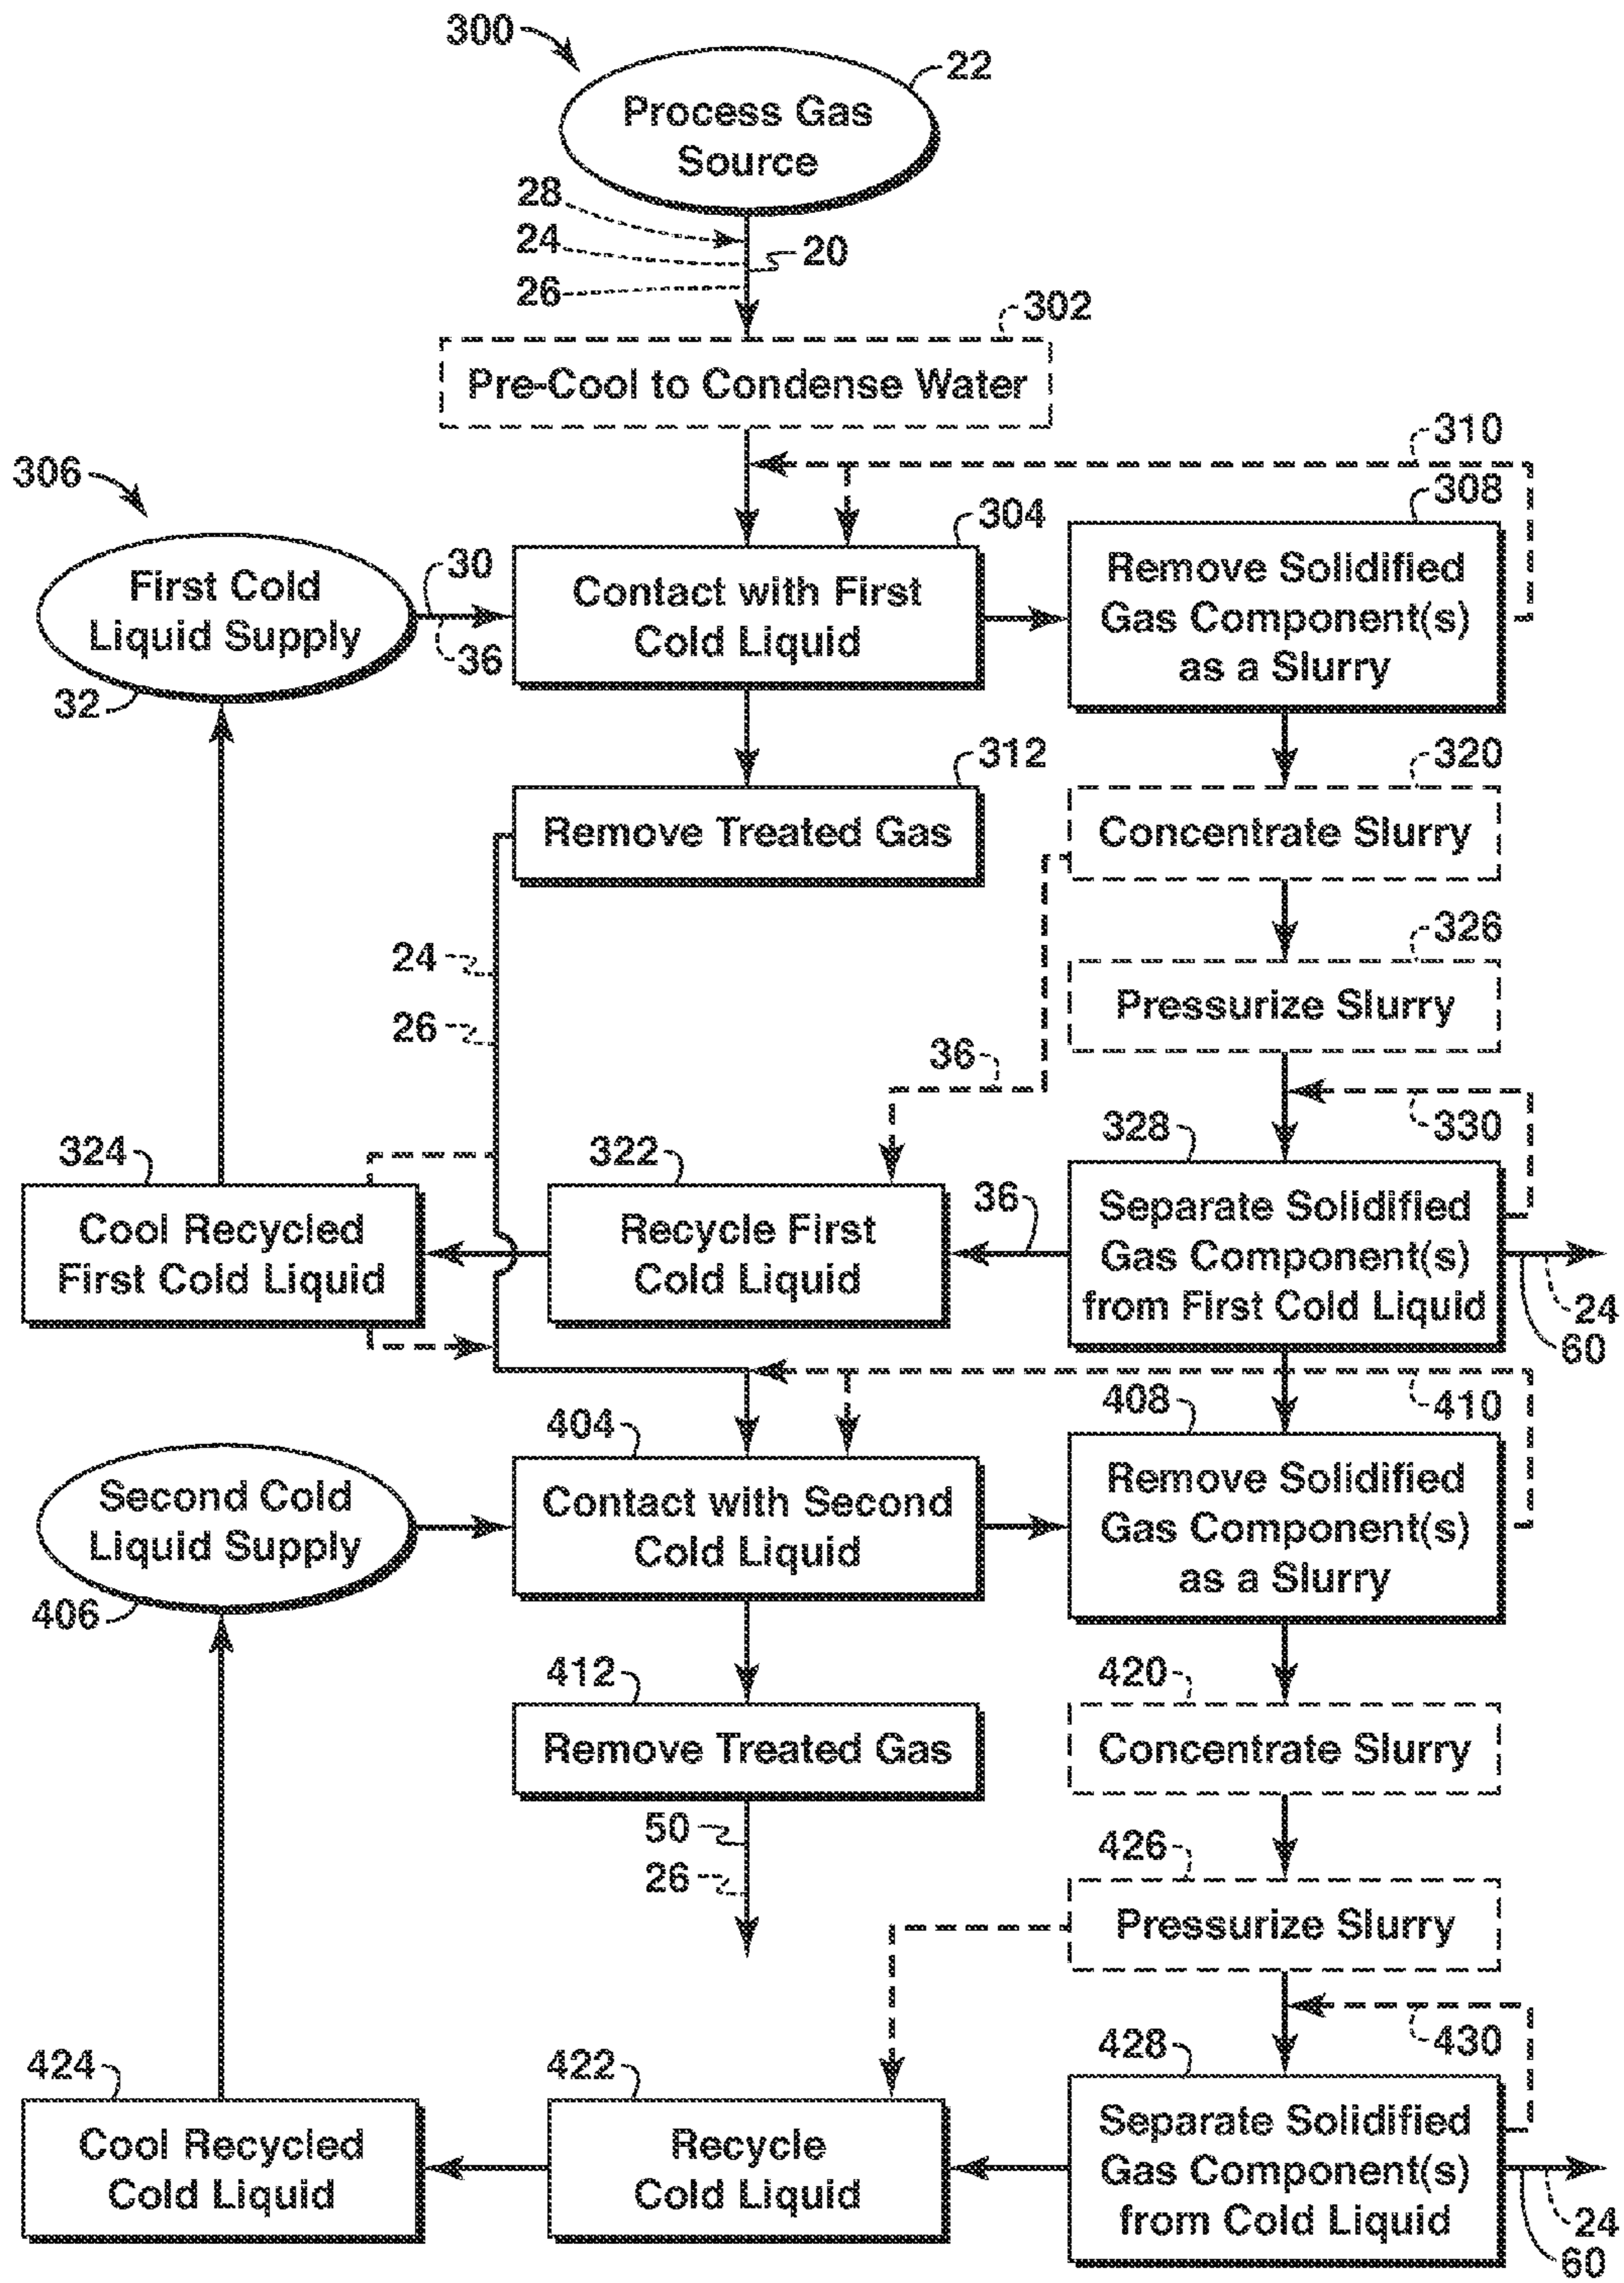 300
22
Process Gas
Source
28
24
20
26
302
Pre-Cool to Condense Water
310
306
308
304
30
First Cold
Liquid Supply
Contact with First
Cold Liquid
Remove Solidified
Gas Component(s)
as a Slurry
36
32
312
320
Remove Treated Gas
Concentrate Slurry
24
326
26
Pressurize Slurry
36
328
330
324
322
36
Cool Recycled
First Cold Liquid
Recycle First
Cold Liquid
Separate Solidified
Gas Component(s)
from First Cold Liquid
24
60
408
410
404
Second Cold
Liquid Supply
Contact with Second
Cold Liquid
Remove Solidified
Gas Component(s)
as a Slurry
406
412
420
Remove Treated Gas
Concentrate Slurry
50
426
26
Pressurize Slurry
430
428
424
422
Cool Recycled
Cold Liquid
Recycle
Cold Liquid
Separate Solidified
Gas Component(s)
from Cold Liquid
24
60